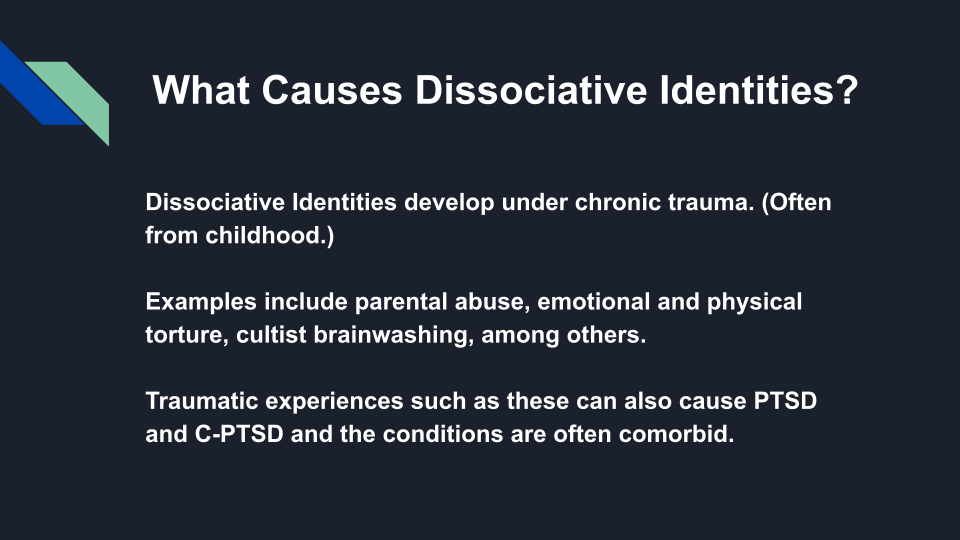 What Causes Dissociative Identities?
Dissociative Identities develop under chronic trauma. (Often
from childhood.)
Examples include parental abuse, emotional and physical
torture, cultist brainwashing, among others.
Traumatic experiences such as these can also cause PTSD
and C-PTSD and the conditions are often comorbid.